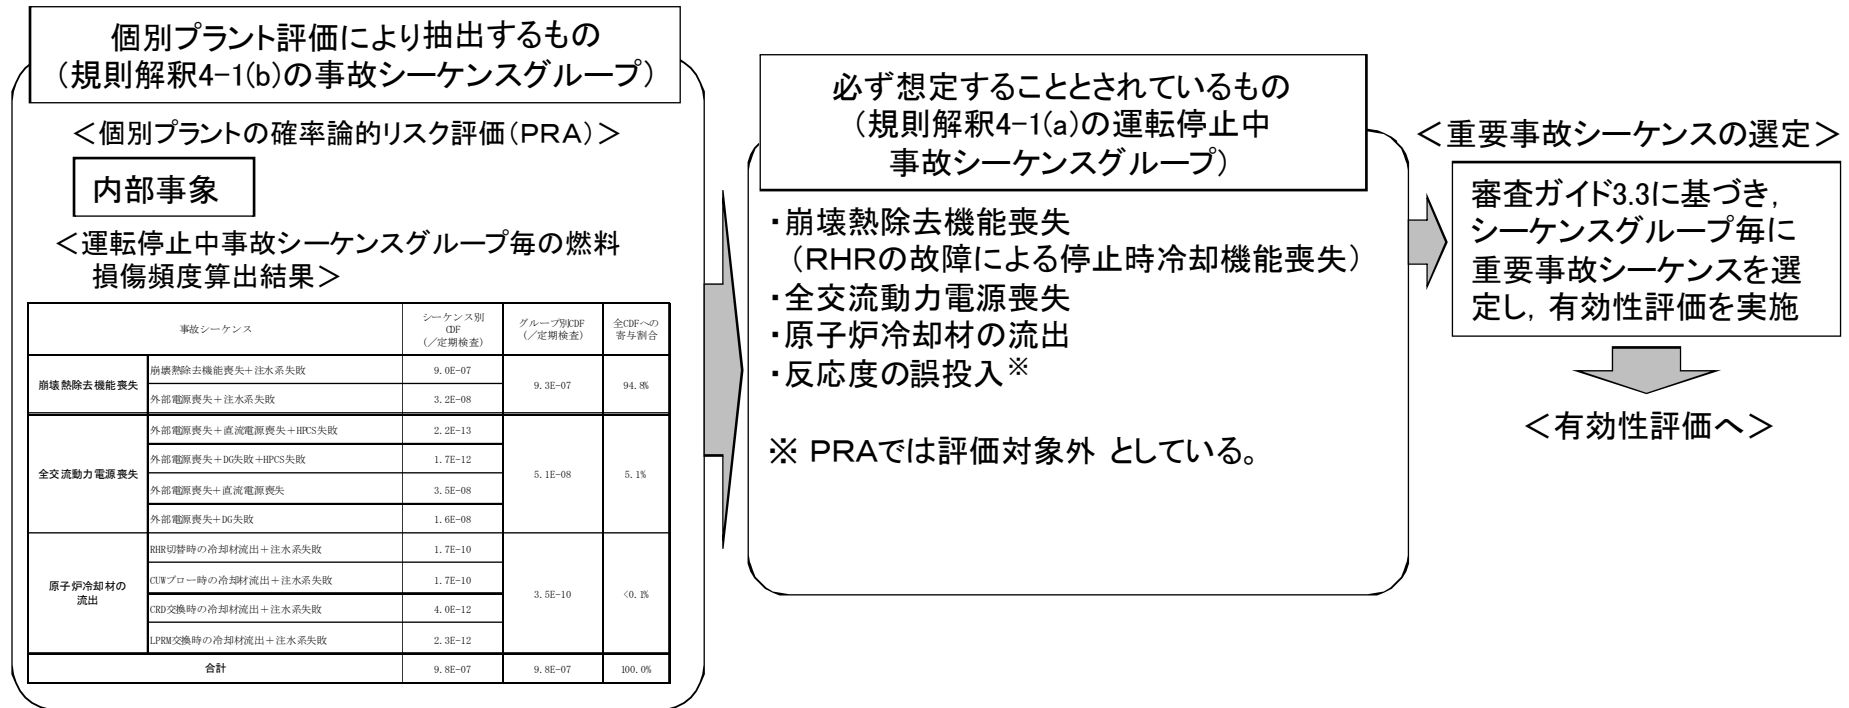 個別プラント評価により抽出するもの
(規則解釈4-1(b)の事故シーケンスグループ)
<個別プラントの確率論的リスク評価(PRA)>
内部事象
<運転停止中事故シーケンスグループ毎の燃料
損傷頻度算出結果>
事故シーケンス
シーケンス別
CDF
(/定期検査)
グループ別CDF
(/定期検査)
全CDFへの
寄与割合
崩壊熱除去機能喪失
崩壊熱除去機能喪失+注水系失敗
9.0E-07
9.3E-07
94.8%
外部電源喪失+注水系失敗
3.2E-08
全交流動力電源喪失
外部電源喪失+直流電源喪失+HPCS失敗
2.2E-13
5.1E-08
5.1%
外部電源喪失+DG失敗+HPCS失敗
1.7E-12
外部電源喪失+直流電源喪失
3.5E-08
外部電源喪失+DG失敗
1.6E-08
原子炉冷却材の
流出
RHR切替時の冷却材流出+注水系失敗
1.7E-10
3.5E-10
<0.1%
CUWブロー時の冷却材流出+注水系失敗
1.7E-10
CRD交換時の冷却材流出+注水系失敗
4.0E-12
LPRM交換時の冷却材流出+注水系失敗
2.3E-12
合計
9.8E-07
9.8E-07
100.0%
必ず想定することとされているもの
(規則解釈4-1(a)の運転停止中
事故シーケンスグループ)
・崩壊熱除去機能喪失
(RHRの故障による停止時冷却機能喪失)
・全交流動力電源喪失
・原子炉冷却材の流出
・反応度の誤投入※
※ PRAでは評価対象外 としている。
<重要事故シーケンスの選定>
審査ガイド3.3に基づき,
シーケンスグループ毎に
重要事故シーケンスを選
定し,有効性評価を実施
<有効性評価へ>